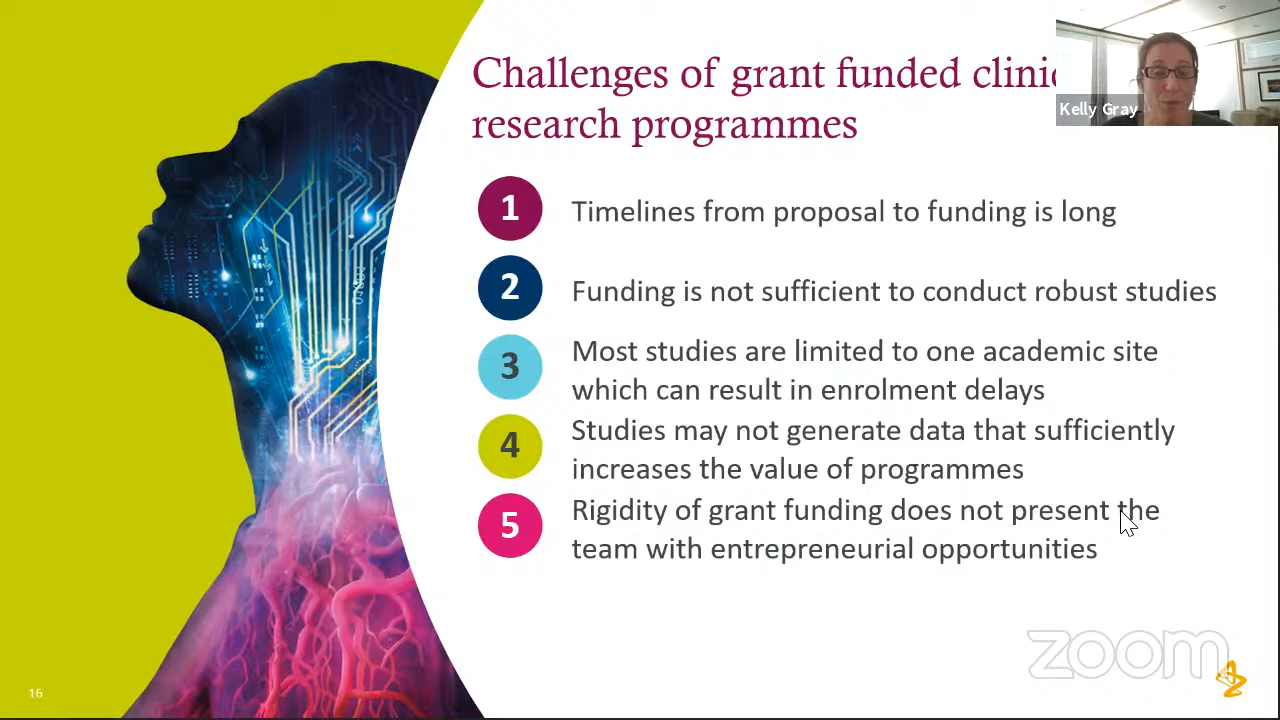 Challenges of grant funded clinic
research programmes
Kelly Gray
1
Timelines from proposal to funding is long
2
Funding is not sufficient to conduct robust studies
3
Most studies are limited to one academic site
which can result in enrolment delays
4
Studies may not generate data that sufficiently
increases the value of programmes
5
Rigidity of grant funding does not present the
team with entrepreneurial opportunities
zoom
16